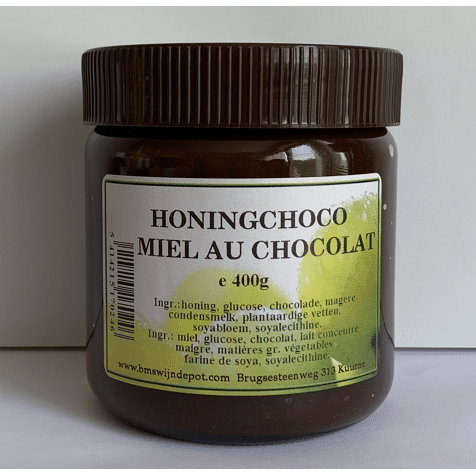 HONINGCHOCO
MIEL AU CHOCOLAT
e 400g
Ingr.:honing, glucose, chocolade, magere
condensmelk, plantaardige vetten,
soyabloem, soyalecithine.
Ingr.: miel, glucose, chocolat, lait concentré
maigre, matières gr. végetables,
farine de soya, soyalecithine.
www.bmswijndepot.com Brugsesteenweg 313 Kuurne